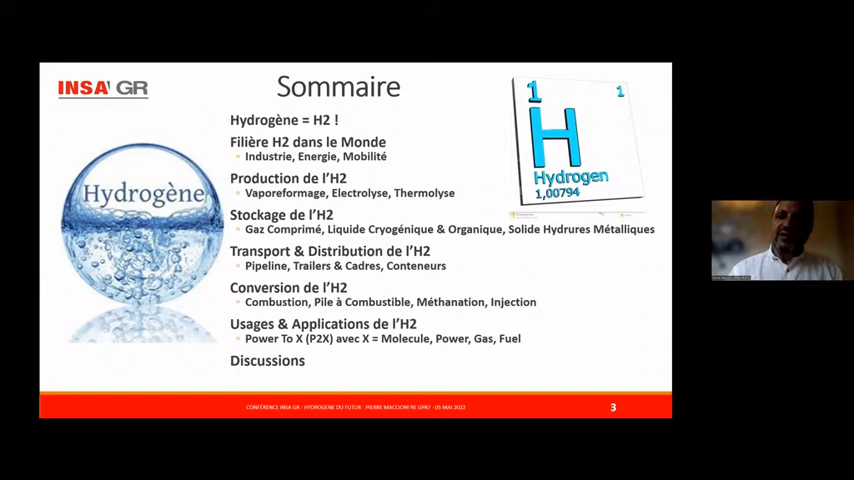 INSA GR
Sommaire
Hydrogène = H2 !
Filière H2 dans le Monde
Industrie, Energie, Mobilité
Production de l'H2
Vaporeformage, Electrolyse, Thermolyse
Stockage de l'H2
Gaz Comprimé, Liquide Cryogénique & Organique, Solide Hydrures Métalliques
Transport & Distribution de l'H2
Pipeline, Trailers & Cadres, Conteneurs
Conversion de l'H2
Combustion, Pile à Combustible, Méthanation, Injection
Usages & Applications de l'H2
Power To X (P2X) avec X = Molecule, Power, Gas, Fuel
Discussions
Hydrogène
1 1
H
Hydrogen
1,00794
CONFÉRENCE INSA GR - HYDROGENE DU FUTUR - PIERRE MACCIONI RE GP87 - 05 MAI 2022
3